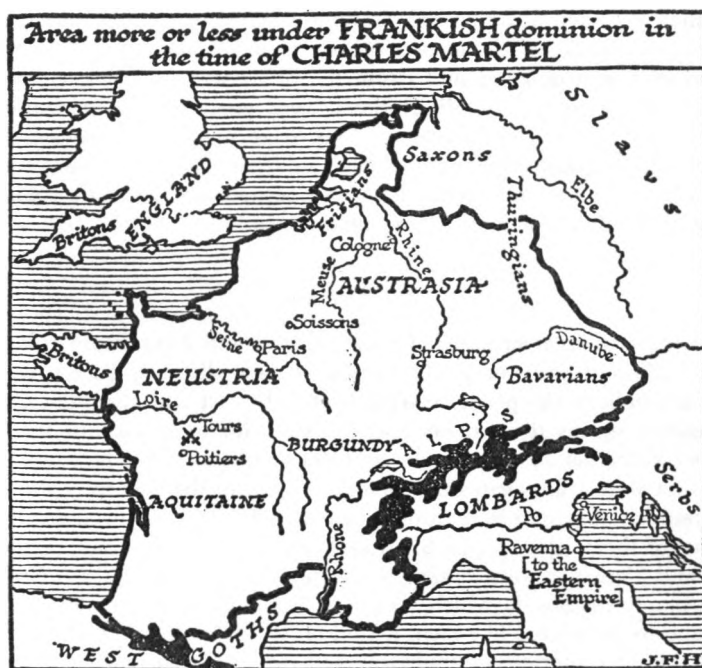 Area more or less under FRANKISH dominion in
the time of CHARLES MARTEL
Slavs
Saxons
ENGLAND
Britons
Elbe
Frisians
Thuringians
Cologne
Rhine
Meuse
AUSTRASIA
Soissons
Seine
Paris
Strasburg
Danube
Britons
NEUSTRIA
Bavarians
Loire
Tours
Poitiers
BURGUNDY
ALPS
AQUITAINE
LOMBARDS
Serbs
Po
Venice
Rhone
Ravenna
[to the
Eastern
Empire]
WEST GOTHS
J.F.H